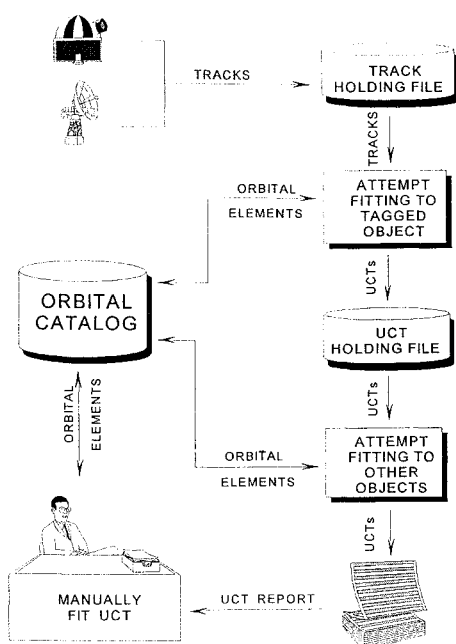 TRACKS
TRACK
HOLDING FILE
TRACKS
ORBITAL
ELEMENTS
ATTEMPT
FITTING TO
TAGGED
OBJECT
UCTs
ORBITAL
CATALOG
UCT
HOLDING FILE
UCTs
ORBITAL
ELEMENTS
ORBITAL
ELEMENTS
ATTEMPT
FITTING TO
OTHER
OBJECTS
UCTs
MANUALLY
FIT UCT
UCT REPORT